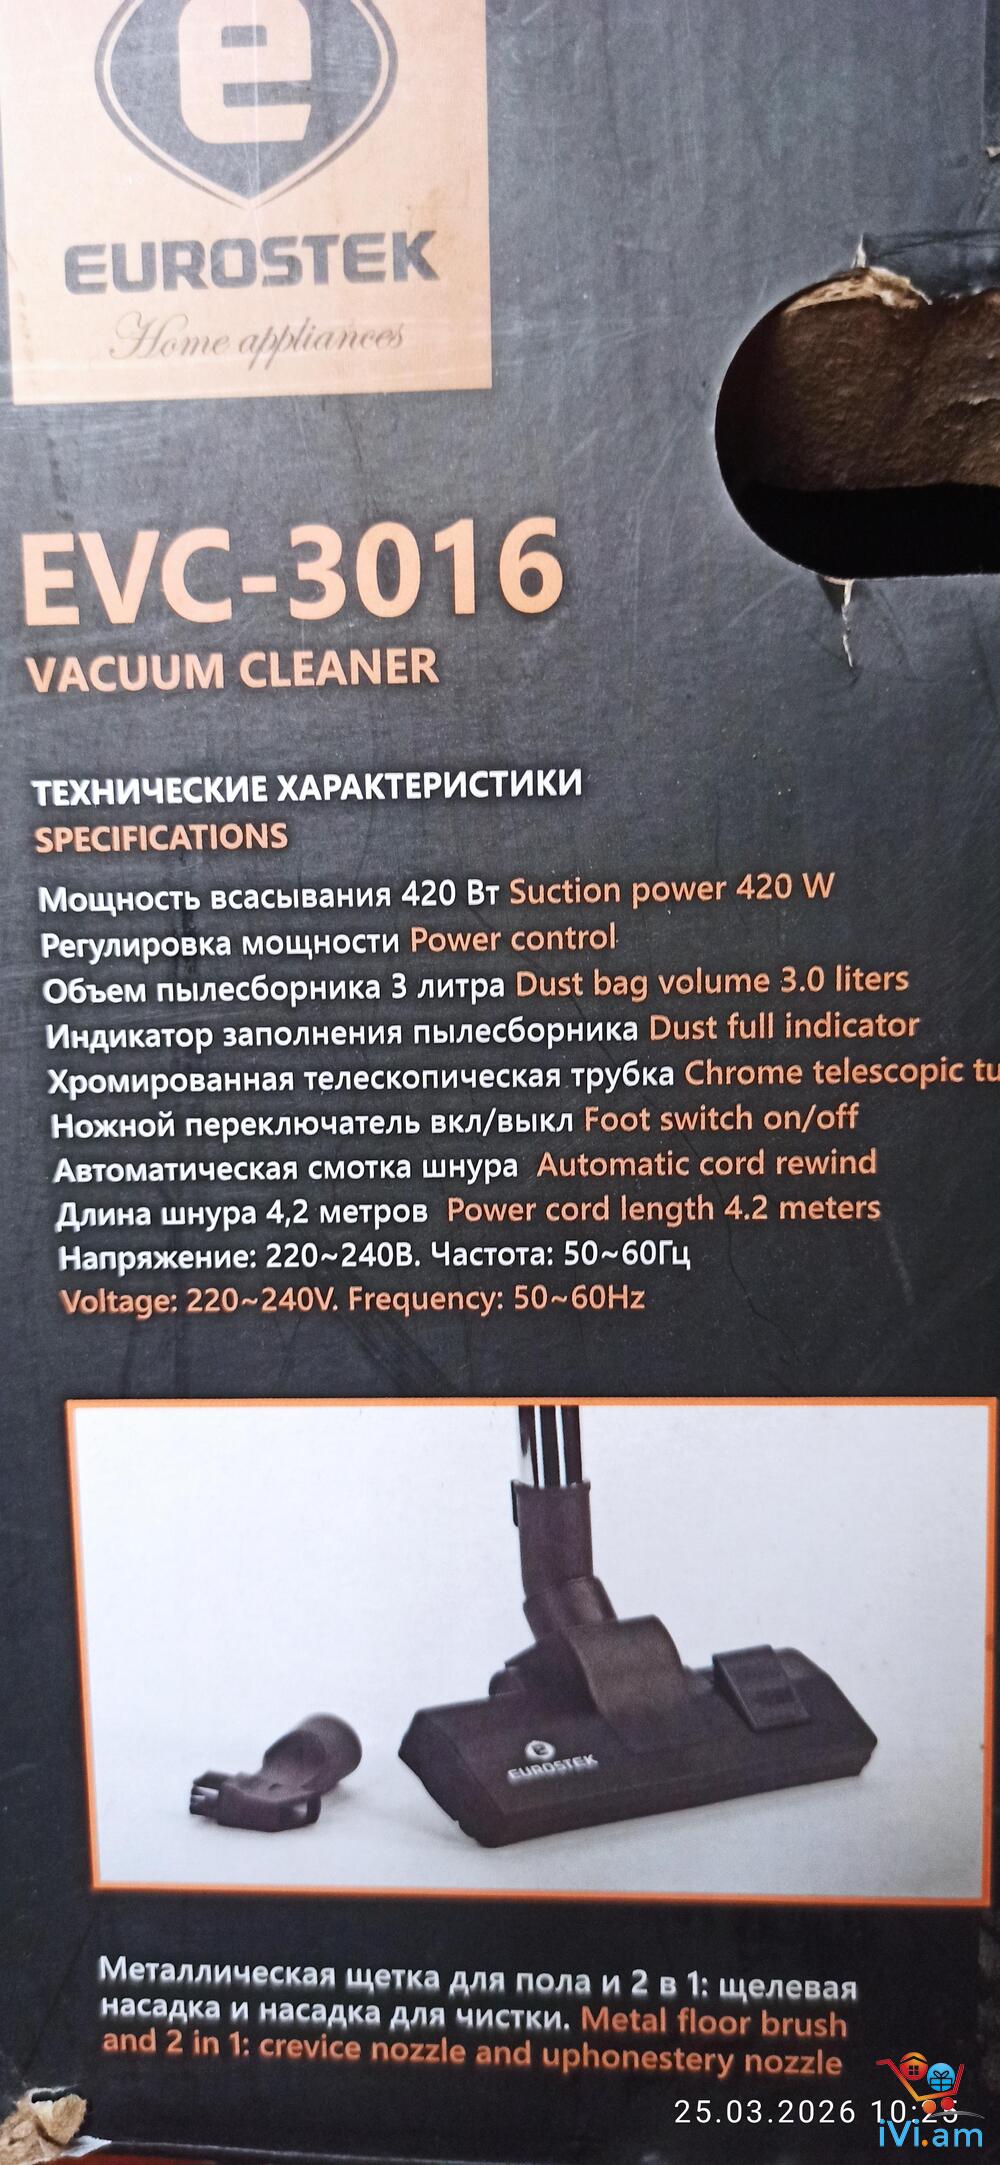 e
EUROSTEK
Home appliances
EVC-3016
VACUUM CLEANER
ТЕХНИЧЕСКИЕ ХАРАКТЕРИСТИКИ
SPECIFICATIONS
Мощность всасывания 420 Вт Suction power 420 W
Регулировка мощности Power control
Объем пылесборника 3 литра Dust bag volume 3.0 liters
Индикатор заполнения пылесборника Dust full indicator
Хромированная телескопическая трубка Chrome telescopic tu
Ножной переключатель вкл/выкл Foot switch on/off
Автоматическая смотка шнура Automatic cord rewind
Длина шнура 4,2 метров Power cord length 4.2 meters
Напряжение: 220~240В. Частота: 50~60Гц
Voltage: 220~240V. Frequency: 50~60Hz
EUROSTEK
Металлическая щетка для пола и 2 в 1: щелевая
насадка и насадка для чистки. Metal floor brush
and 2 in 1: crevice nozzle and uphonestery nozzle
25.03.2026 10:25
iVi.am